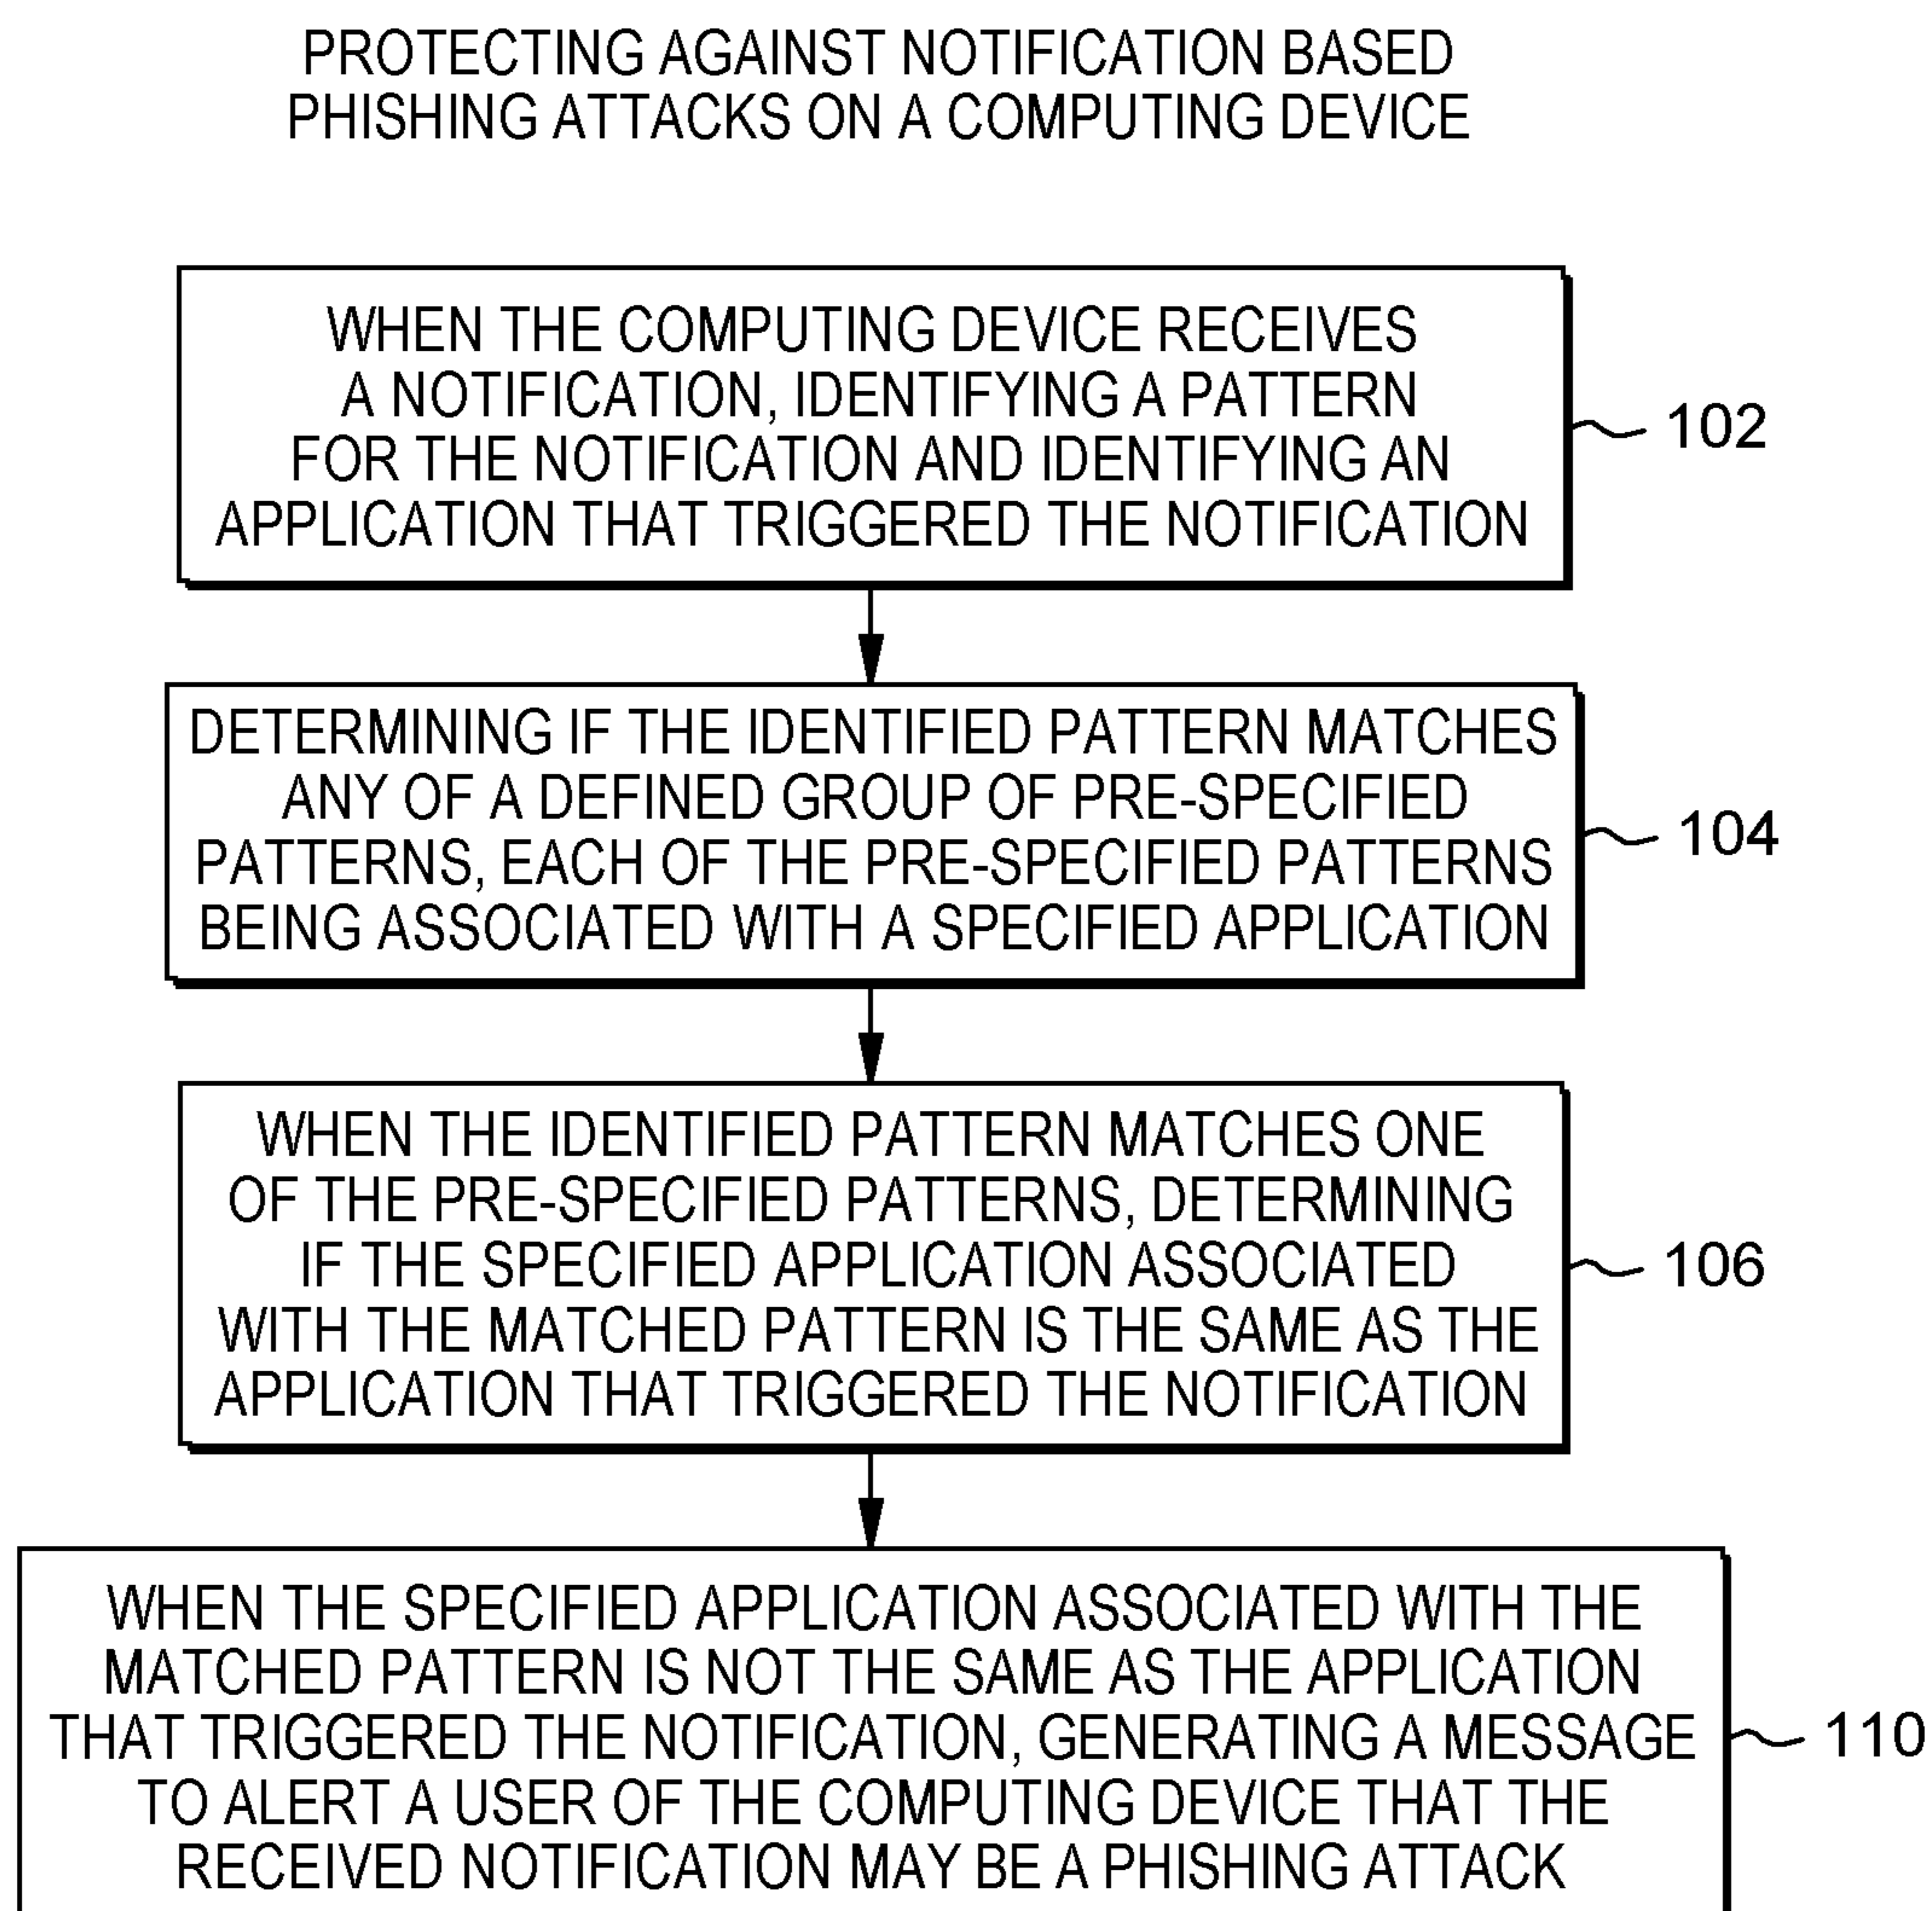 PROTECTING AGAINST NOTIFICATION BASED
PHISHING ATTACKS ON A COMPUTING DEVICE
WHEN THE COMPUTING DEVICE RECEIVES
A NOTIFICATION, IDENTIFYING A PATTERN
FOR THE NOTIFICATION AND IDENTIFYING AN
APPLICATION THAT TRIGGERED THE NOTIFICATION
102
DETERMINING IF THE IDENTIFIED PATTERN MATCHES
ANY OF A DEFINED GROUP OF PRE-SPECIFIED
PATTERNS, EACH OF THE PRE-SPECIFIED PATTERNS
BEING ASSOCIATED WITH A SPECIFIED APPLICATION
104
WHEN THE IDENTIFIED PATTERN MATCHES ONE
OF THE PRE-SPECIFIED PATTERNS, DETERMINING
IF THE SPECIFIED APPLICATION ASSOCIATED
WITH THE MATCHED PATTERN IS THE SAME AS THE
APPLICATION THAT TRIGGERED THE NOTIFICATION
106
WHEN THE SPECIFIED APPLICATION ASSOCIATED WITH THE
MATCHED PATTERN IS NOT THE SAME AS THE APPLICATION
THAT TRIGGERED THE NOTIFICATION, GENERATING A MESSAGE
TO ALERT A USER OF THE COMPUTING DEVICE THAT THE
RECEIVED NOTIFICATION MAY BE A PHISHING ATTACK
110